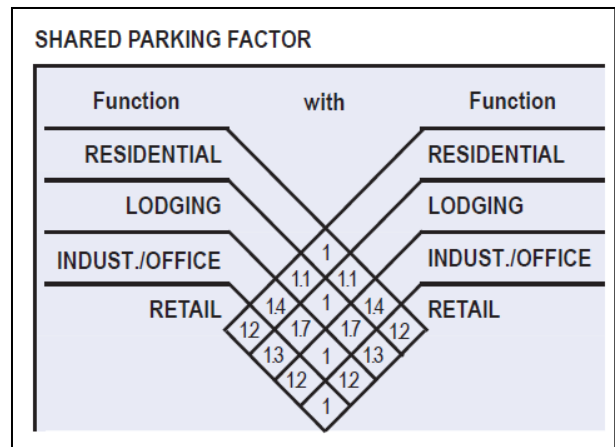 SHARED PARKING FACTOR
Function with Function
RESIDENTIAL RESIDENTIAL
LODGING LODGING
INDUST./OFFICE INDUST./OFFICE
RETAIL RETAIL
1
1.1 1.1
1.4 1 1.4
1.2 1.7 1.7 1.2
1.3 1 1.3
1.2 1.2
1